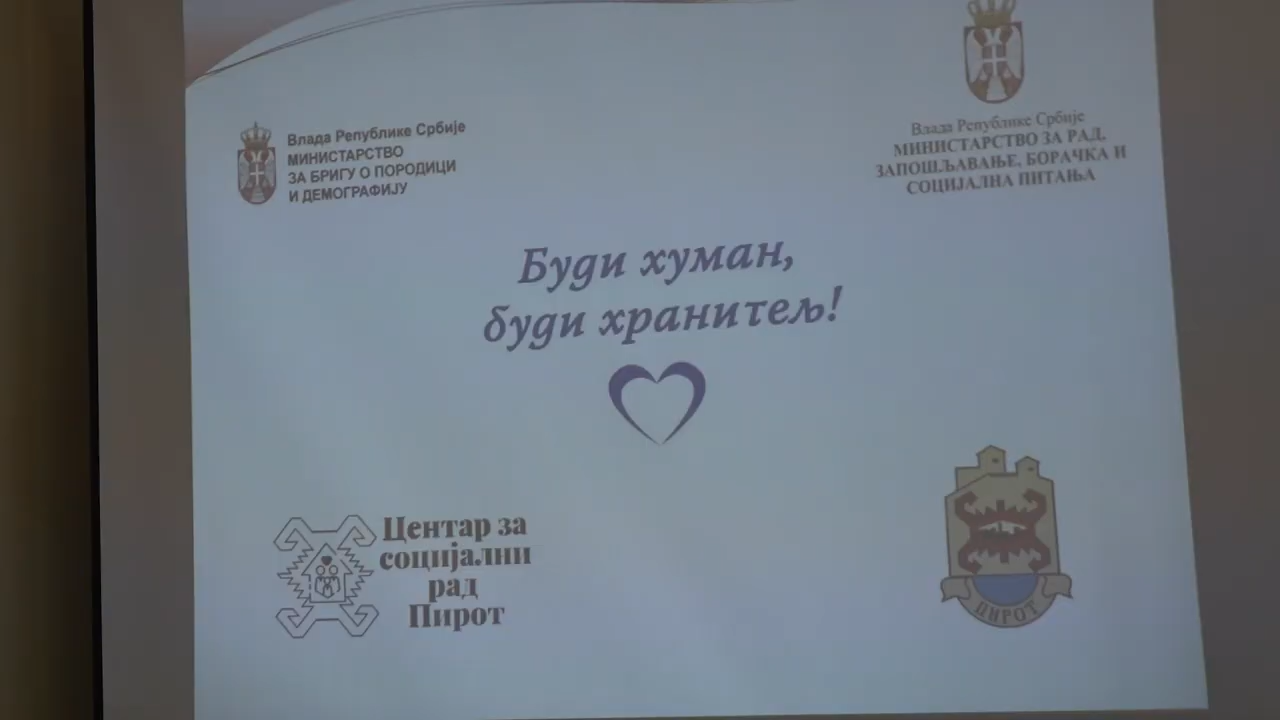 Влада Републике Србије
МИНИСТАРСТВО
ЗА БРИГУ О ПОРОДИЦИ
И ДЕМОГРАФИЈУ
Влада Републике Србије
МИНИСТАРСТВО ЗА РАД,
ЗАПОШЉАВАЊЕ, БОРАЧКА И
СОЦИЈАЛНА ПИТАЊА
Буди хуман,
буди хранитељ!
Центар за
социјални
рад
Пирот
ПИРОТ